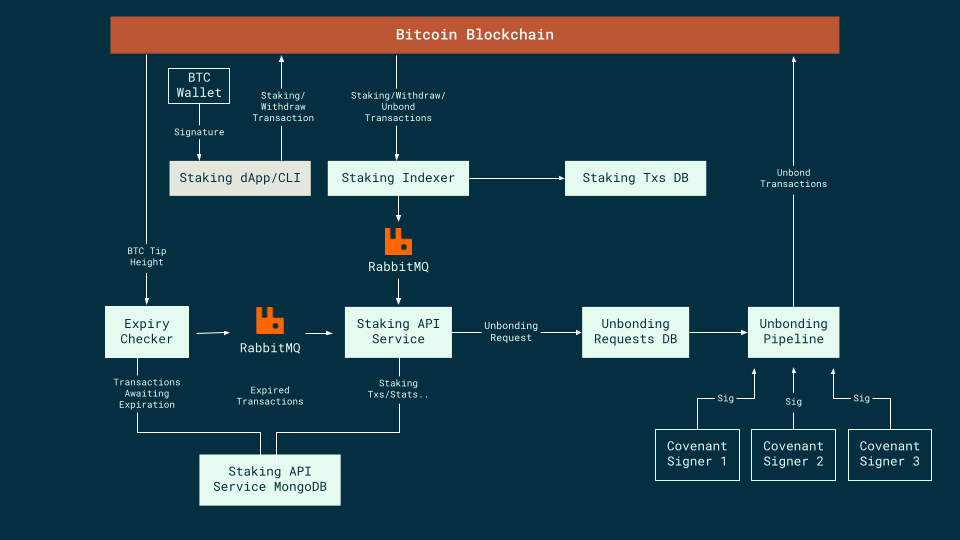 Bitcoin Blockchain
BTC
Wallet
Signature
Staking/
Withdraw
Transaction
Staking/Withdraw/
Unbond
Transactions
Staking dApp/CLI
Staking Indexer
Staking Txs DB
Unbond
Transactions
BTC Tip
Height
RabbitMQ
Expiry
Checker
RabbitMQ
Staking API
Service
Unbonding
Request
Unbonding
Requests DB
Unbonding
Pipeline
Transactions
Awaiting
Expiration
Expired
Transactions
Staking
Txs/Stats..
Sig
Sig
Sig
Covenant
Signer 1
Covenant
Signer 2
Covenant
Signer 3
Staking API
Service MongoDB